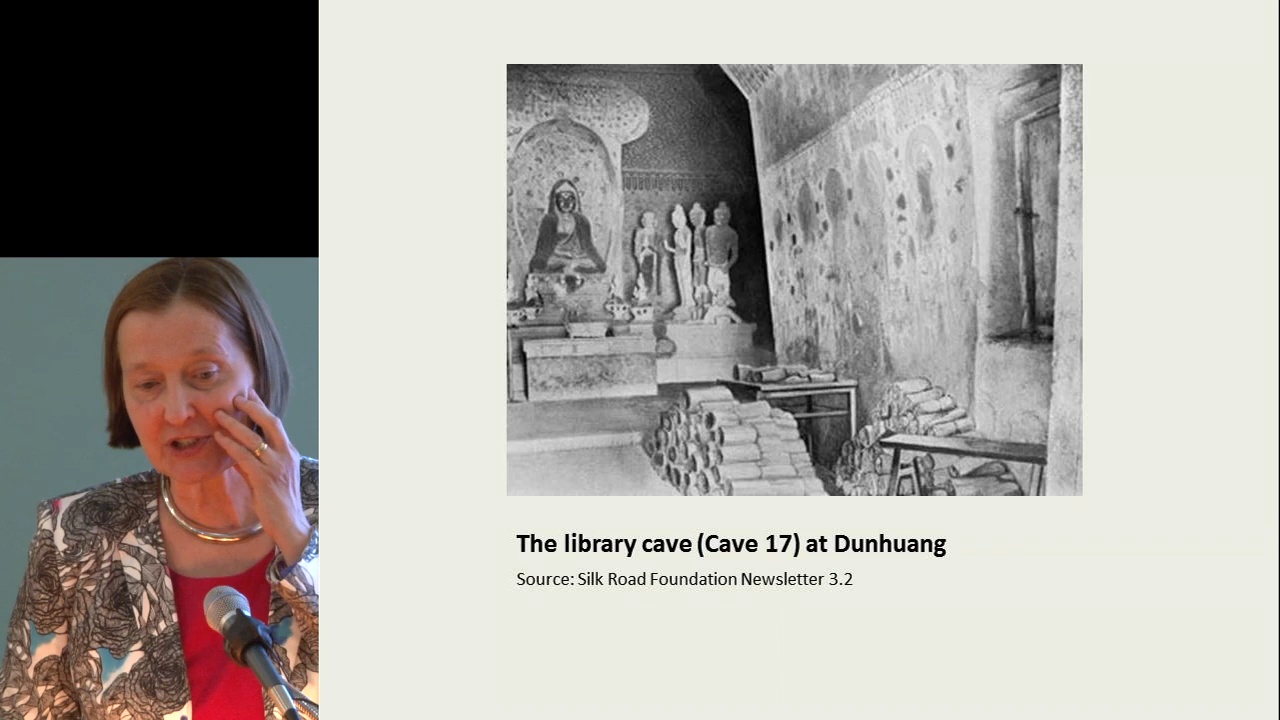 The library cave (Cave 17) at Dunhuang
Source: Silk Road Foundation Newsletter 3.2